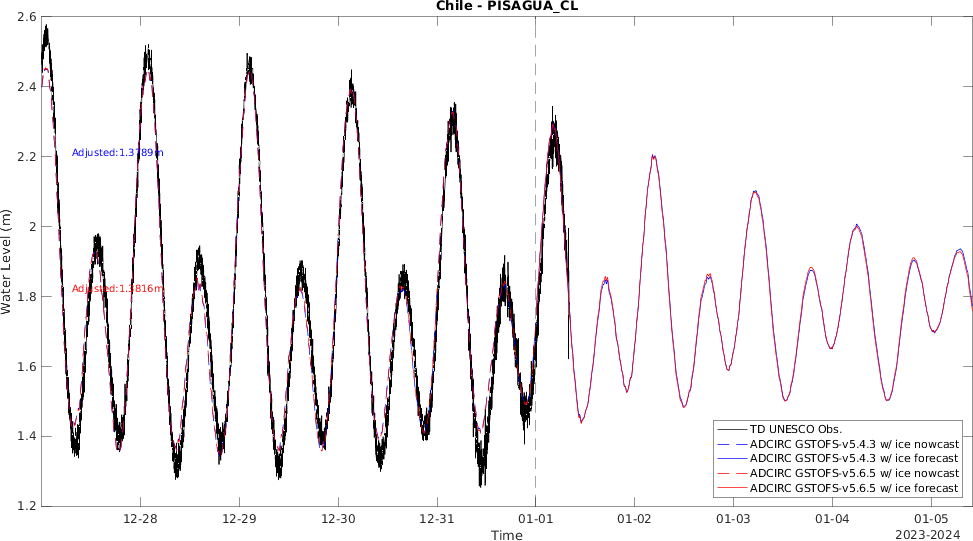 Chile - PISAGUA_CL
2.6
2.4
2.2
2
1.8
1.6
1.4
1.2
Water Level (m)
Adjusted:1.3789m
Adjusted:1.3816m
TD UNESCO Obs.
ADCIRC GSTOFS-v5.4.3 w/ ice nowcast
ADCIRC GSTOFS-v5.4.3 w/ ice forecast
ADCIRC GSTOFS-v5.6.5 w/ ice nowcast
ADCIRC GSTOFS-v5.6.5 w/ ice forecast
12-28 12-29 12-30 12-31 01-01 01-02 01-03 01-04 01-05
Time
2023-2024